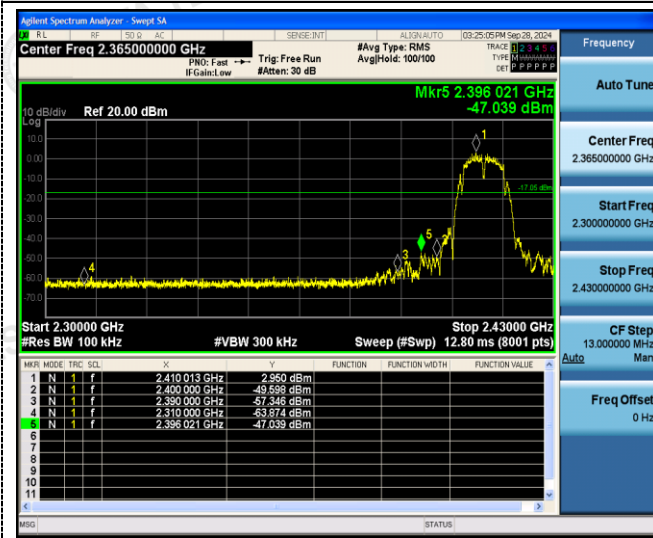 Agilent Spectrum Analyzer - Swept SA
RL RF 50 Ω AC SENSE:INT ALIGNAUTO 03:25:05 PM Sep 28, 2024
Center Freq 2.365000000 GHz
PNO: Fast
IFGain:Low
Trig: Free Run
#Atten: 30 dB
#Avg Type: RMS
Avg|Hold: 100/100
TRACE 1 2 3 4 5 6
TYPE M
DET P P P P P P
Frequency
Auto Tune
Center Freq
2.365000000 GHz
Start Freq
2.300000000 GHz
Stop Freq
2.430000000 GHz
CF Step
13.000000 MHz
Auto Man
Freq Offset
0 Hz
Mkr5 2.396 021 GHz
-47.039 dBm
10 dB/div Ref 20.00 dBm
Log
10.0
0.00
-10.0
-20.0
-30.0
-40.0
-50.0
-60.0
-70.0
1
-17.05 dBm
5
3
4
Start 2.30000 GHz Stop 2.43000 GHz
#Res BW 100 kHz #VBW 300 kHz Sweep (#Swp) 12.80 ms (8001 pts)
MKR MODE TRC SCL X Y FUNCTION FUNCTION WIDTH FUNCTION VALUE
1 N 1 f 2.410 013 GHz 2.950 dBm
2 N 1 f 2.400 000 GHz -49.598 dBm
3 N 1 f 2.390 000 GHz -57.346 dBm
4 N 1 f 2.310 000 GHz -63.874 dBm
5 N 1 f 2.396 021 GHz -47.039 dBm
6
7
8
9
10
11
MSG STATUS